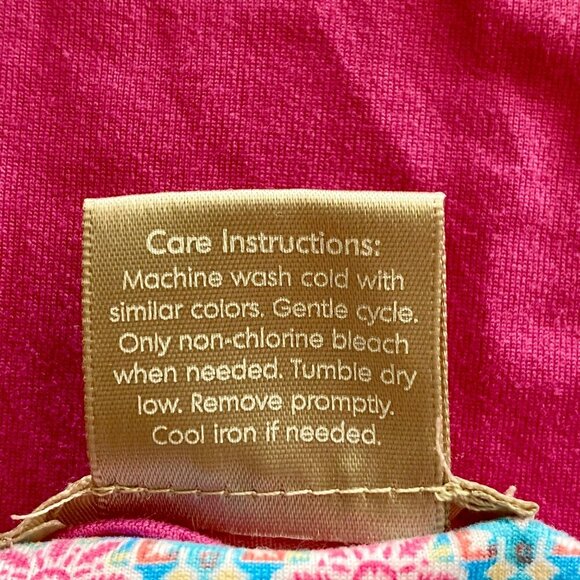 Care Instructions:
Machine wash cold with
similar colors. Gentle cycle.
Only non-chlorine bleach
when needed. Tumble dry
low. Remove promptly.
Cool iron if needed.